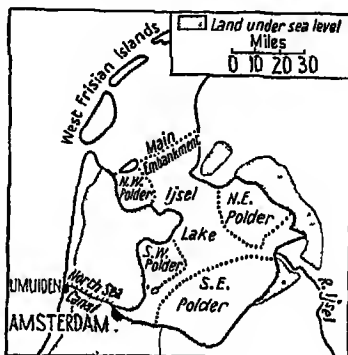 Land under sea level
Miles
0 10 20 30
West Frisian Islands
Main
Embankment
N.W.
Polder
Ijsel
N.E.
Polder
Lake
S.W.
Polder
S.E.
Polder
R. Ijsel
IJMUIDEN
North Sea
Canal
AMSTERDAM